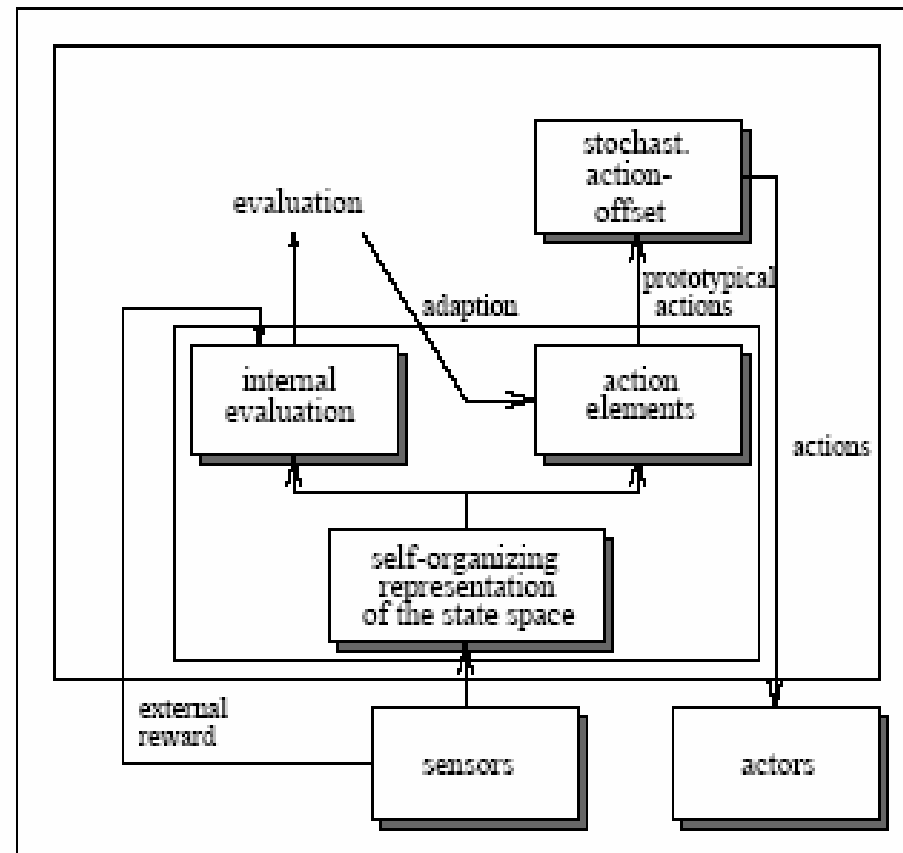 stochast.
action-
offset
evaluation
prototypical
actions
adaption
internal
evaluation
action
elements
actions
self-organizing
representation
of the state space
external
reward
sensors
actors